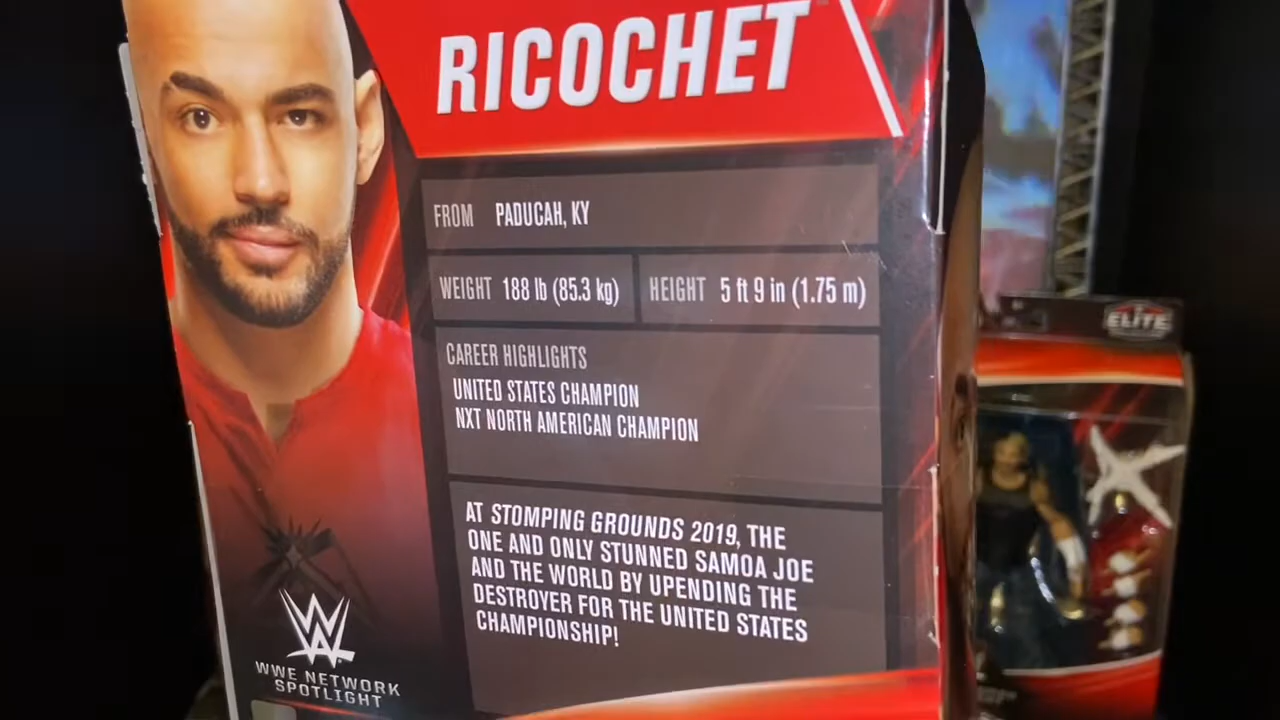 RICOCHET
FROM PADUCAH, KY
WEIGHT 188 lb (85.3 kg) HEIGHT 5 ft 9 in (1.75 m)
CAREER HIGHLIGHTS
UNITED STATES CHAMPION
NXT NORTH AMERICAN CHAMPION
AT STOMPING GROUNDS 2019, THE
ONE AND ONLY STUNNED SAMOA JOE
AND THE WORLD BY UPENDING THE
DESTROYER FOR THE UNITED STATES
CHAMPIONSHIP!
W
WWE NETWORK
SPOTLIGHT
ELITE